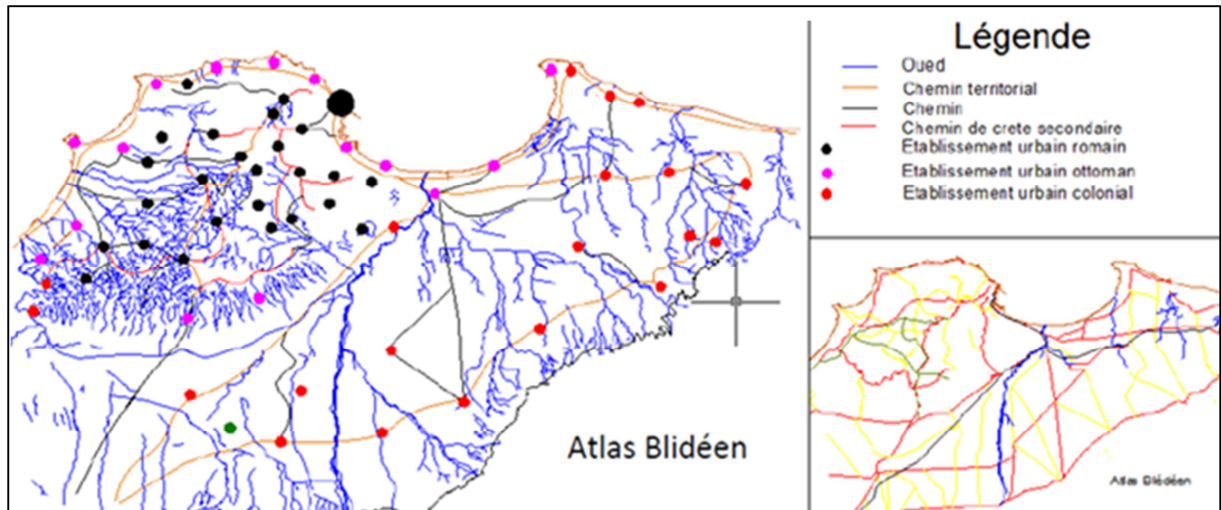 Légende
Oued
Chemin territorial
Chemin
Chemin de crete secondaire
Etablissement urbain romain
Etablissement urbain ottoman
Etablissement urbain colonial
Atlas Blidéen
Atlas Blédéen